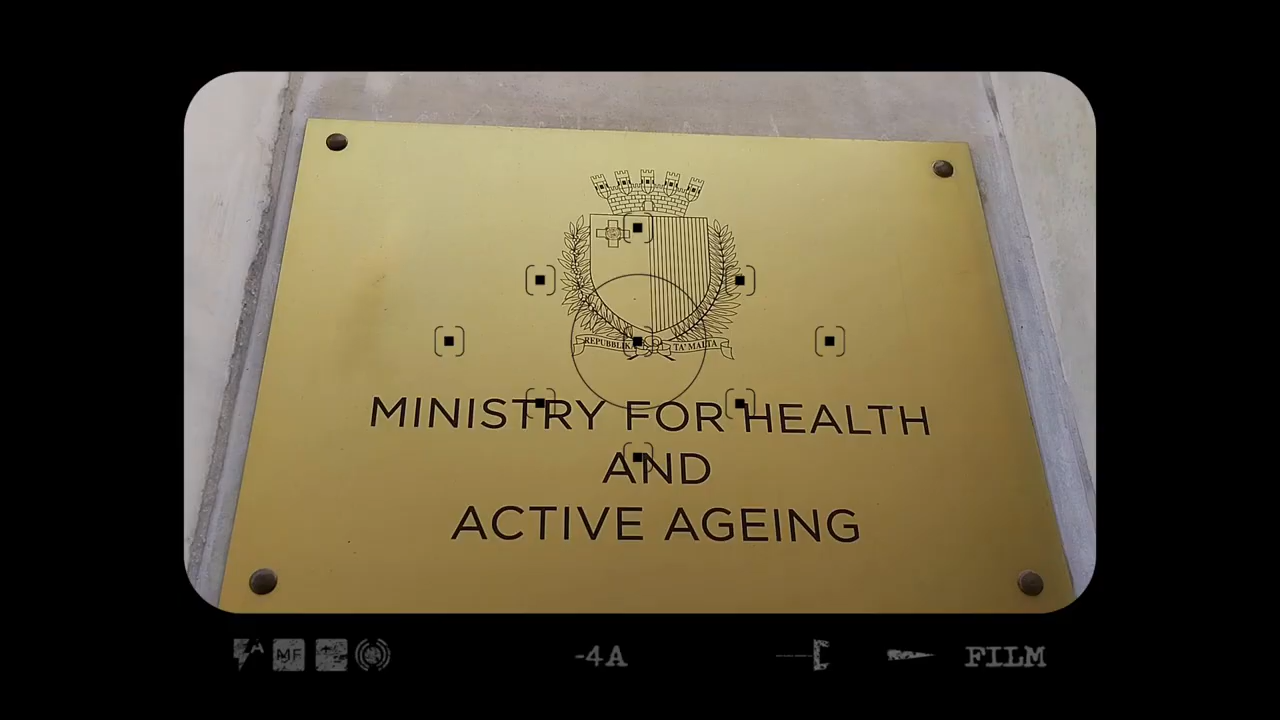 REPUBBLIKA TA' MALTA
MINISTRY FOR HEALTH
AND
ACTIVE AGEING
MF -4A FILM